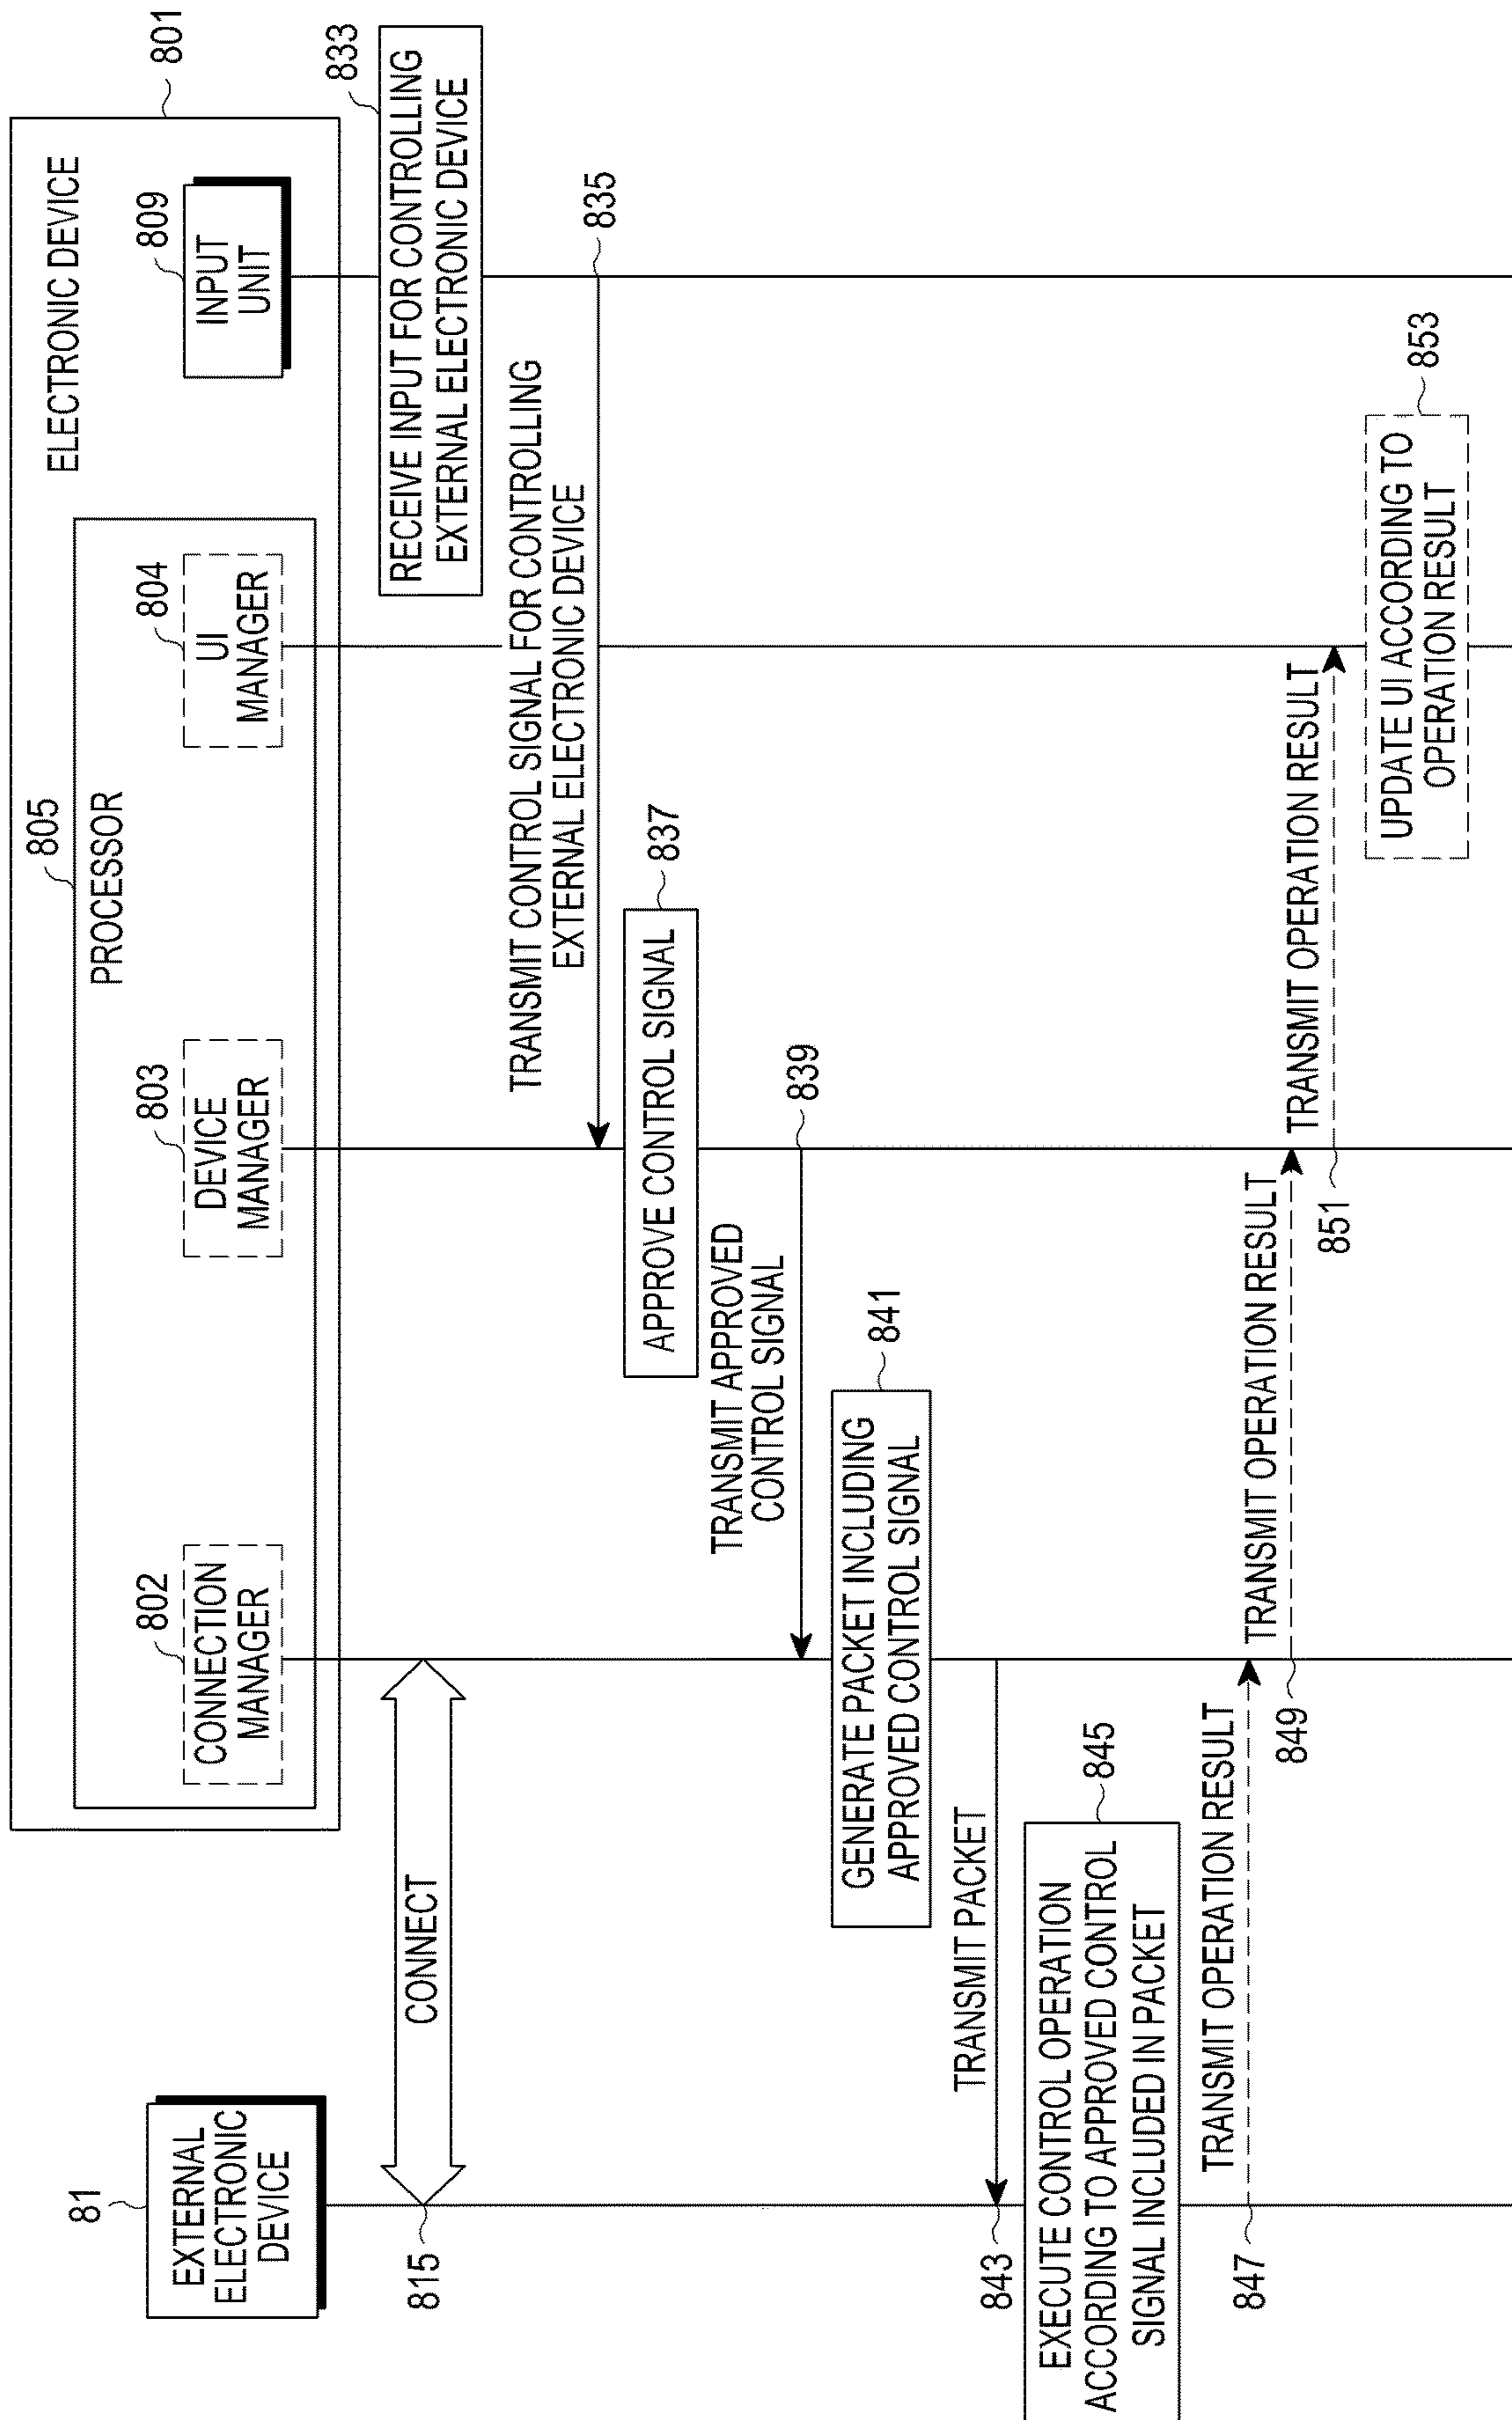 801
ELECTRONIC DEVICE
805
PROCESSOR
81
EXTERNAL
ELECTRONIC
DEVICE
802
CONNECTION
MANAGER
803
DEVICE
MANAGER
804
UI
MANAGER
809
INPUT
UNIT
815
CONNECT
833
RECEIVE INPUT FOR CONTROLLING
EXTERNAL ELECTRONIC DEVICE
TRANSMIT CONTROL SIGNAL FOR CONTROLLING
EXTERNAL ELECTRONIC DEVICE
835
837
APPROVE CONTROL SIGNAL
TRANSMIT APPROVED
CONTROL SIGNAL
839
841
GENERATE PACKET INCLUDING
APPROVED CONTROL SIGNAL
TRANSMIT PACKET
843
845
EXECUTE CONTROL OPERATION
ACCORDING TO APPROVED CONTROL
SIGNAL INCLUDED IN PACKET
TRANSMIT OPERATION RESULT
847
TRANSMIT OPERATION RESULT
849
TRANSMIT OPERATION RESULT
851
853
UPDATE UI ACCORDING TO
OPERATION RESULT